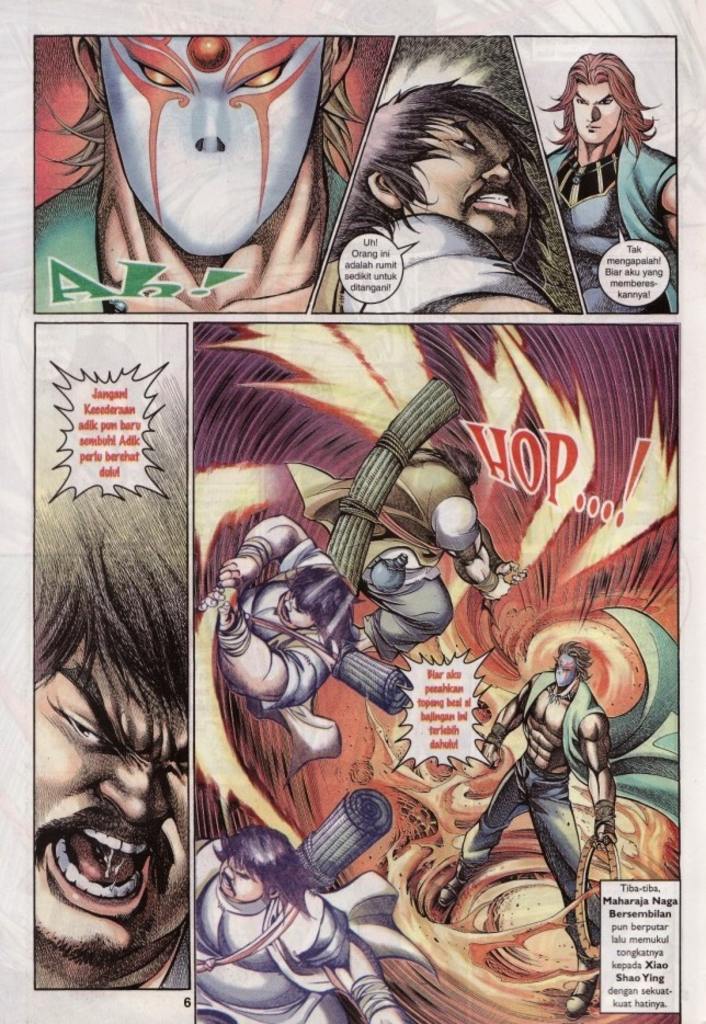 Ah..!
Uh!
Orang ini
adalah rumit
sedikit untuk
ditangani!
Tak
mengapalah!
Biar aku yang
memberes-
kannya!
Jangan!
Kecederaan
adik pun baru
sembuh! Adik
perlu berehat
dulu!
HOP....!
Biar aku
pecahkan
topeng besi si
bajingan ini
terlebih
dahulu!
Tiba-tiba,
Maharaja Naga
Bersembilan
pun berputar
lalu memukul
tongkatnya
kepada Xiao
Shao Ying
dengan sekuat-
kuat hatinya.
6